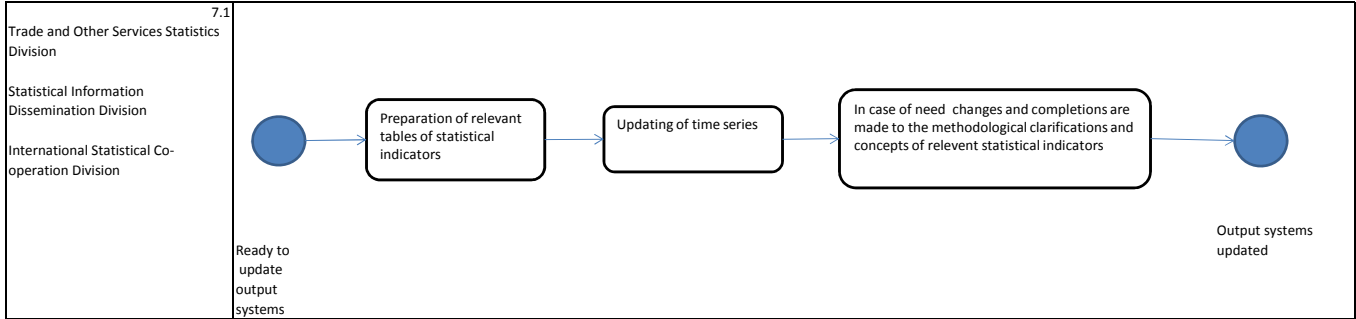 7.1
Trade and Other Services Statistics
Division
Statistical Information
Dissemination Division
International Statistical Co-
operation Division
Preparation of relevant
tables of statistical
indicators
Updating of time series
In case of need changes and completions are
made to the methodological clarifications and
concepts of relevent statistical indicators
Ready to
update
output
systems
Output systems
updated